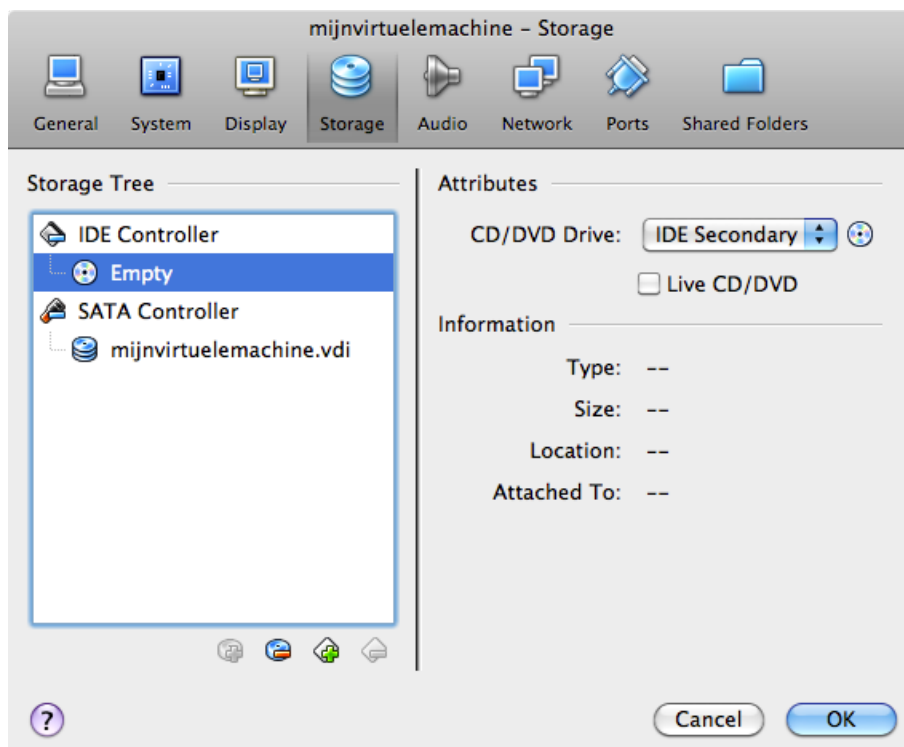 mijnvirtuelemachine – Storage
General System Display Storage Audio Network Ports Shared Folders
Storage Tree
IDE Controller
Empty
SATA Controller
mijnvirtuelemachine.vdi
Attributes
CD/DVD Drive: IDE Secondary
Live CD/DVD
Information
Type: --
Size: --
Location: --
Attached To: --
?
Cancel OK